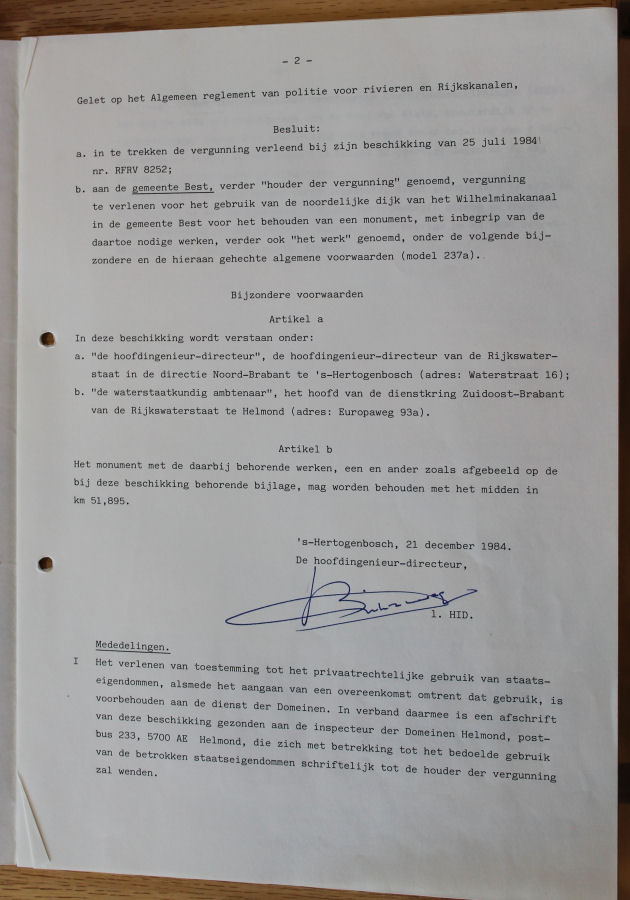 - 2 -
Gelet op het Algemeen reglement van politie voor rivieren en Rijkskanalen,
Besluit:
a. in te trekken de vergunning verleend bij zijn beschikking van 25 juli 1984
nr. RFRV 8252;
b. aan de gemeente Best, verder "houder der vergunning" genoemd, vergunning
te verlenen voor het gebruik van de noordelijke dijk van het Wilhelminakanaal
in de gemeente Best voor het behouden van een monument, met inbegrip van de
daartoe nodige werken, verder ook "het werk" genoemd, onder de volgende bij-
zondere en de hieraan gehechte algemene voorwaarden (model 237a).
Bijzondere voorwaarden
Artikel a
In deze beschikking wordt verstaan onder:
a. "de hoofdingenieur-directeur", de hoofdingenieur-directeur van de Rijkswater-
staat in de directie Noord-Brabant te 's-Hertogenbosch (adres: Waterstraat 16);
b. "de waterstaatkundig ambtenaar", het hoofd van de dienstkring Zuidoost-Brabant
van de Rijkswaterstaat te Helmond (adres: Europaweg 93a).
Artikel b
Het monument met de daarbij behorende werken, een en ander zoals afgebeeld op de
bij deze beschikking behorende bijlage, mag worden behouden met het midden in
km 51,895.
's-Hertogenbosch, 21 december 1984.
De hoofdingenieur-directeur,
l. HID.
Mededelingen.
I Het verlenen van toestemming tot het privaatrechtelijke gebruik van staats-
eigendommen, alsmede het aangaan van een overeenkomst omtrent dat gebruik, is
voorbehouden aan de dienst der Domeinen. In verband daarmee is een afschrift
van deze beschikking gezonden aan de inspecteur der Domeinen Helmond, post-
bus 233, 5700 AE Helmond, die zich met betrekking tot het bedoelde gebruik
van de betrokken staatseigendommen schriftelijk tot de houder der vergunning
zal wenden.